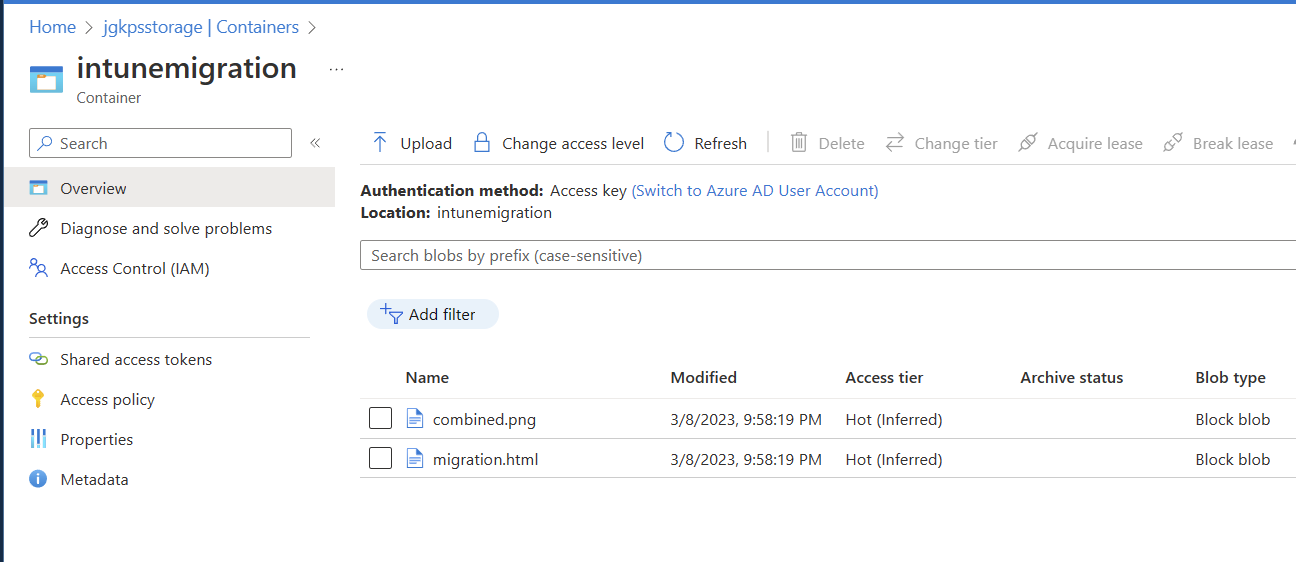 Home > jgkpsstorage | Containers >
intunemigration ...
Container
Search «
Upload Change access level Refresh Delete Change tier Acquire lease Break lease
Overview
Authentication method: Access key (Switch to Azure AD User Account)
Location: intunemigration
Diagnose and solve problems
Search blobs by prefix (case-sensitive)
Access Control (IAM)
Add filter
Settings
Shared access tokens
Access policy
Properties
Metadata
Name Modified Access tier Archive status Blob type
combined.png 3/8/2023, 9:58:19 PM Hot (Inferred) Block blob
migration.html 3/8/2023, 9:58:19 PM Hot (Inferred) Block blob